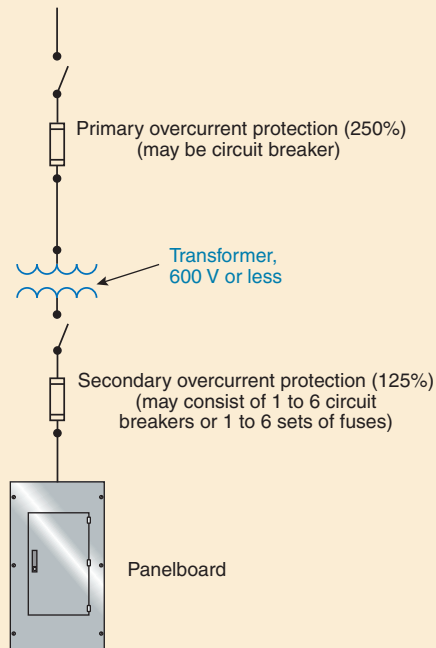 Primary overcurrent protection (250%)
(may be circuit breaker)
Transformer,
600 V or less
Secondary overcurrent protection (125%)
(may consist of 1 to 6 circuit
breakers or 1 to 6 sets of fuses)
Panelboard